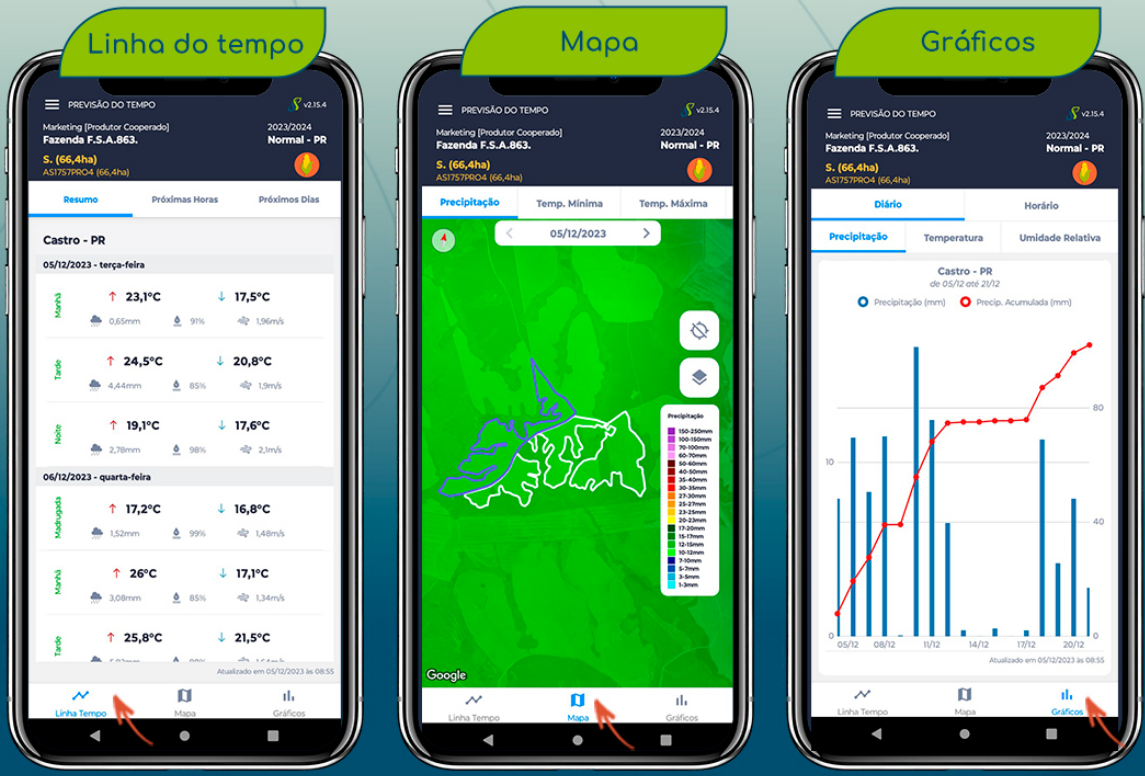 Linha do tempo
PREVISÃO DO TEMPO
v2.15.4
Marketing [Produtor Cooperado]
2023/2024
Fazenda F.S.A.863.
Normal - PR
S. (66,4ha)
AS1757PRO4 (66,4ha)
Resumo Próximas Horas Próximos Dias
Castro - PR
05/12/2023 - terça-feira
Manhã
23,1°C 17,5°C
0,65mm 91% 1,96m/s
Tarde
24,5°C 20,8°C
4,44mm 85% 1,9m/s
Noite
19,1°C 17,6°C
2,78mm 98% 2,1m/s
06/12/2023 - quarta-feira
Madrugada
17,2°C 16,8°C
1,52mm 99% 1,48m/s
Manhã
26°C 17,1°C
3,08mm 85% 1,34m/s
Tarde
25,8°C 21,5°C
Atualizado em 05/12/2023 às 08:55
Linha Tempo Mapa Gráficos
Mapa
PREVISÃO DO TEMPO
v2.15.4
Marketing [Produtor Cooperado]
2023/2024
Fazenda F.S.A.863.
Normal - PR
S. (66,4ha)
AS1757PRO4 (66,4ha)
Precipitação Temp. Mínima Temp. Máxima
05/12/2023
Precipitação
150-250mm
100-150mm
70-100mm
60-70mm
50-60mm
40-50mm
35-40mm
30-35mm
27-30mm
25-27mm
23-25mm
20-23mm
17-20mm
15-17mm
12-15mm
10-12mm
7-10mm
5-7mm
3-5mm
1-3mm
Google
Linha Tempo Mapa Gráficos
Gráficos
PREVISÃO DO TEMPO
v2.15.4
Marketing [Produtor Cooperado]
2023/2024
Fazenda F.S.A.863.
Normal - PR
S. (66,4ha)
AS1757PRO4 (66,4ha)
Diário Horário
Precipitação Temperatura Umidade Relativa
Castro - PR
de 05/12 até 21/12
Precipitação (mm) Precip. Acumulada (mm)
80
10
40
0 0
05/12 08/12 11/12 14/12 17/12 20/12
Atualizado em 05/12/2023 às 08:55
Linha Tempo Mapa Gráficos